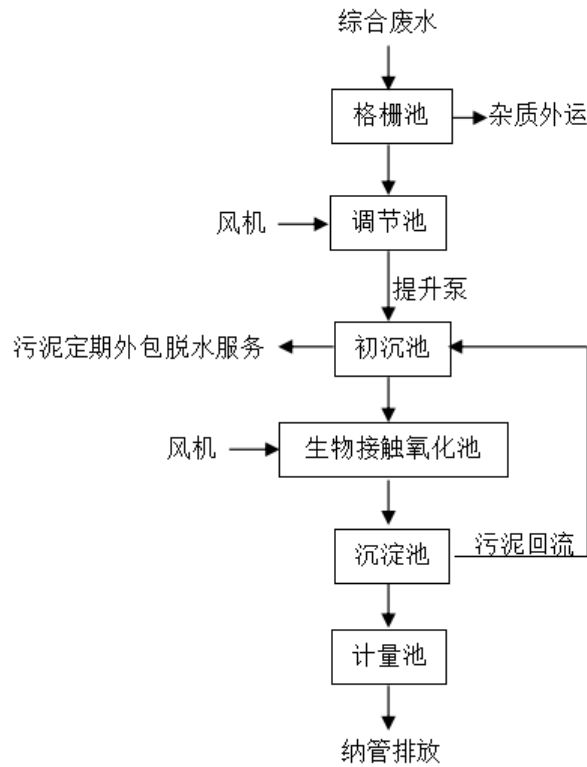 综合废水
格栅池
杂质外运
风机
调节池
提升泵
污泥定期外包脱水服务
初沉池
风机
生物接触氧化池
沉淀池
污泥回流
计量池
纳管排放